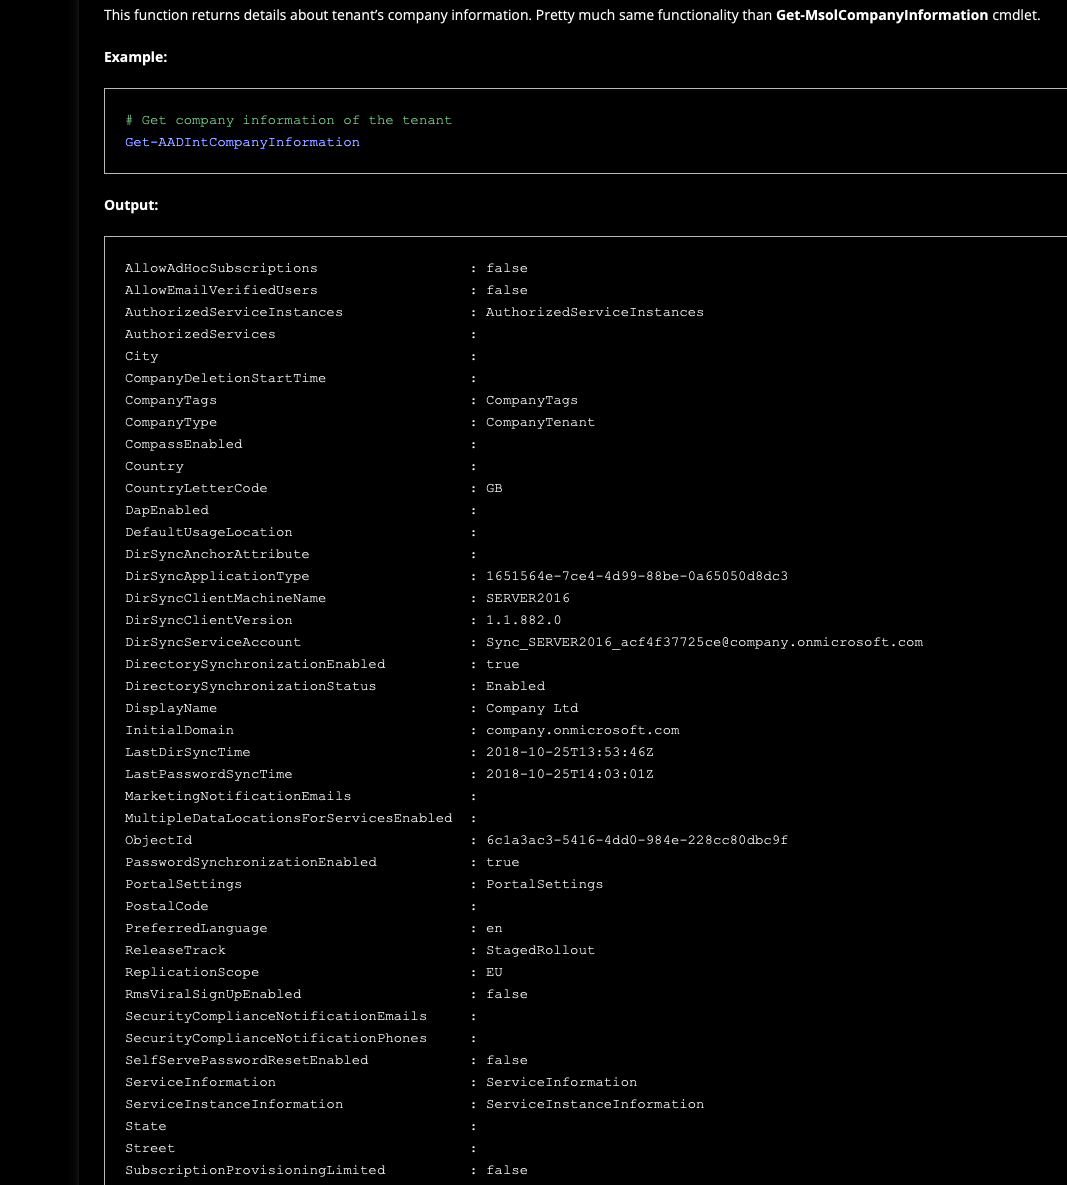 This function returns details about tenant’s company information. Pretty much same functionality than Get-MsolCompanyInformation cmdlet.
Example:
# Get company information of the tenant
Get-AADIntCompanyInformation
Output:
AllowAdHocSubscriptions : false
AllowEmailVerifiedUsers : false
AuthorizedServiceInstances : AuthorizedServiceInstances
AuthorizedServices :
City :
CompanyDeletionStartTime :
CompanyTags : CompanyTags
CompanyType : CompanyTenant
CompassEnabled :
Country :
CountryLetterCode : GB
DapEnabled :
DefaultUsageLocation :
DirSyncAnchorAttribute :
DirSyncApplicationType : 1651564e-7ce4-4d99-88be-0a65050d8dc3
DirSyncClientMachineName : SERVER2016
DirSyncClientVersion : 1.1.882.0
DirSyncServiceAccount : Sync_SERVER2016_acf4f37725ce@company.onmicrosoft.com
DirectorySynchronizationEnabled : true
DirectorySynchronizationStatus : Enabled
DisplayName : Company Ltd
InitialDomain : company.onmicrosoft.com
LastDirSyncTime : 2018-10-25T13:53:46Z
LastPasswordSyncTime : 2018-10-25T14:03:01Z
MarketingNotificationEmails :
MultipleDataLocationsForServicesEnabled :
ObjectId : 6c1a3ac3-5416-4dd0-984e-228cc80dbc9f
PasswordSynchronizationEnabled : true
PortalSettings : PortalSettings
PostalCode :
PreferredLanguage : en
ReleaseTrack : StagedRollout
ReplicationScope : EU
RmsViralSignUpEnabled : false
SecurityComplianceNotificationEmails :
SecurityComplianceNotificationPhones :
SelfServePasswordResetEnabled : false
ServiceInformation : ServiceInformation
ServiceInstanceInformation : ServiceInstanceInformation
State :
Street :
SubscriptionProvisioningLimited : false